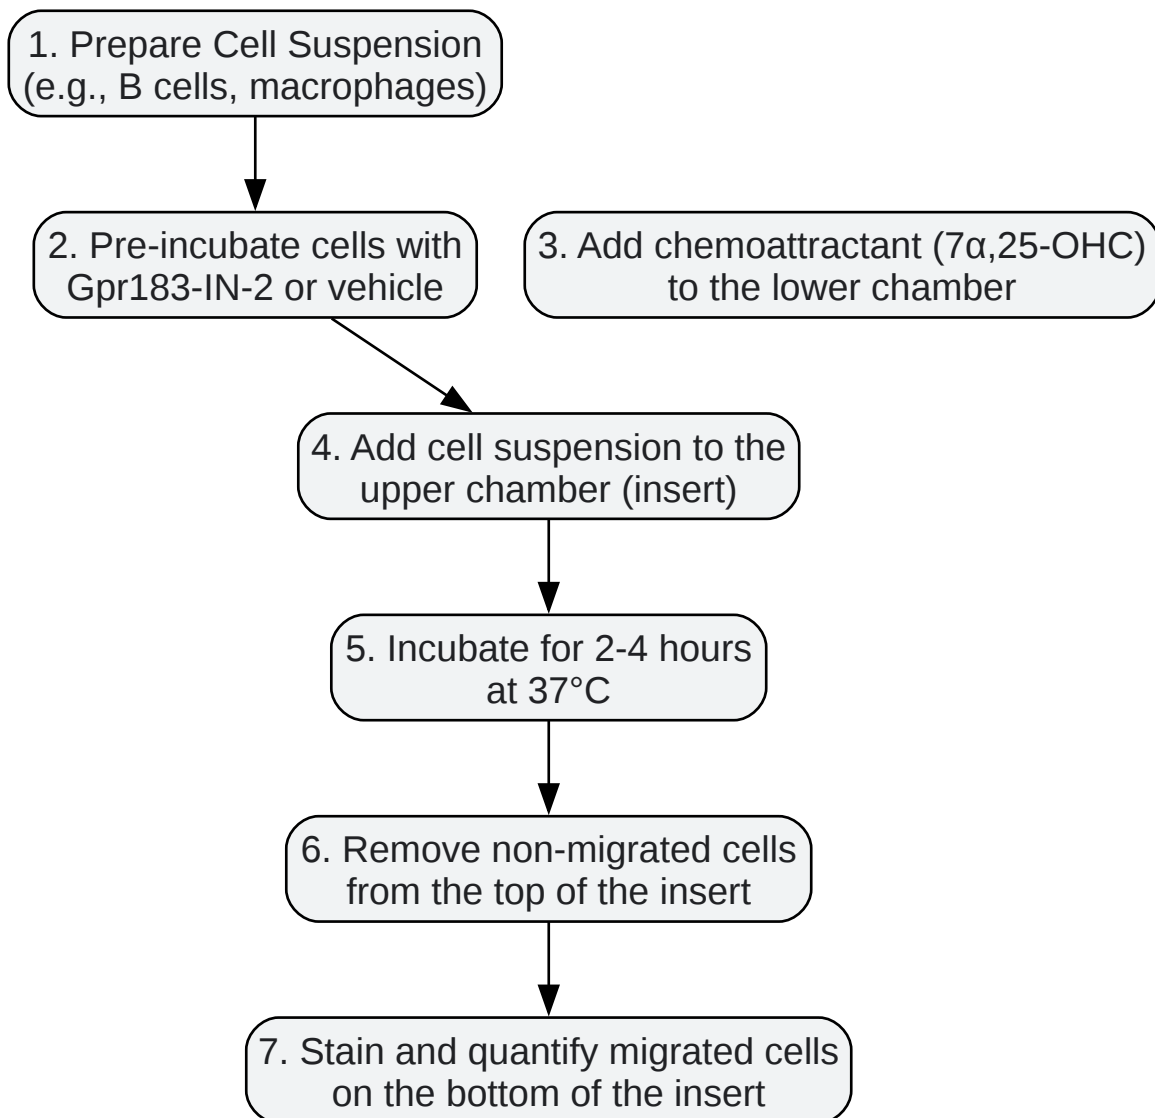 1. Prepare Cell Suspension
(e.g., B cells, macrophages)
2. Pre-incubate cells with
Gpr183-IN-2 or vehicle
3. Add chemoattractant (7α,25-OHC)
to the lower chamber
4. Add cell suspension to the
upper chamber (insert)
5. Incubate for 2-4 hours
at 37°C
6. Remove non-migrated cells
from the top of the insert
7. Stain and quantify migrated cells
on the bottom of the insert